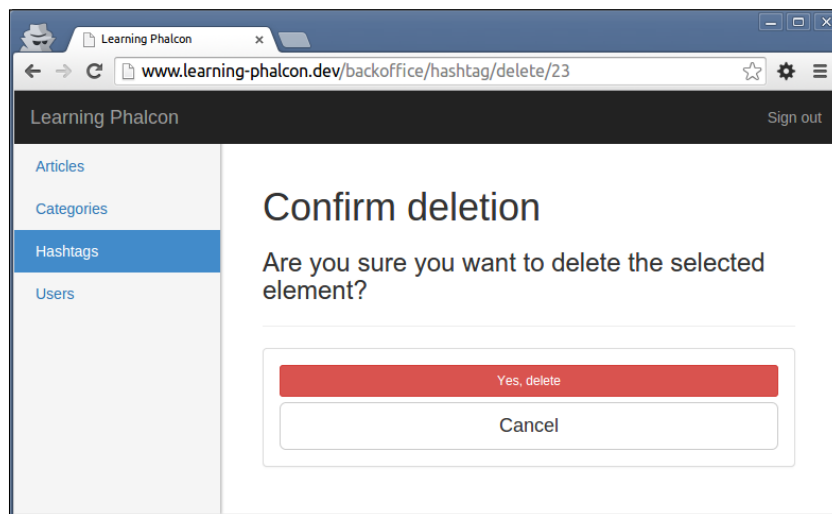 Learning Phalcon
www.learning-phalcon.dev/backoffice/hashtag/delete/23
Learning Phalcon
Sign out
Articles
Categories
Hashtags
Users
Confirm deletion
Are you sure you want to delete the selected
element?
Yes, delete
Cancel